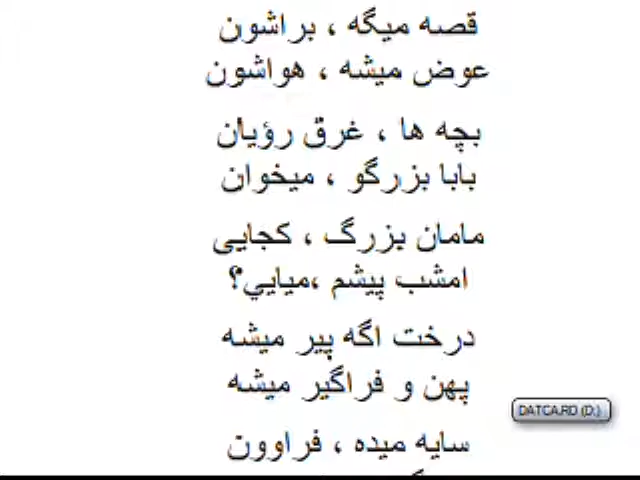 قصه میگه ، براشون
عوض میشه ، هواشون
بچه ها ، غرق رؤیان
بابا بزرگو ، میخوان
مامان بزرگ ، کجایی
امشب پیشم ،میایي؟
درخت اگه پیر میشه
پهن و فراگیر میشه
DATCARD (D:)
سایه میده ، فراوون